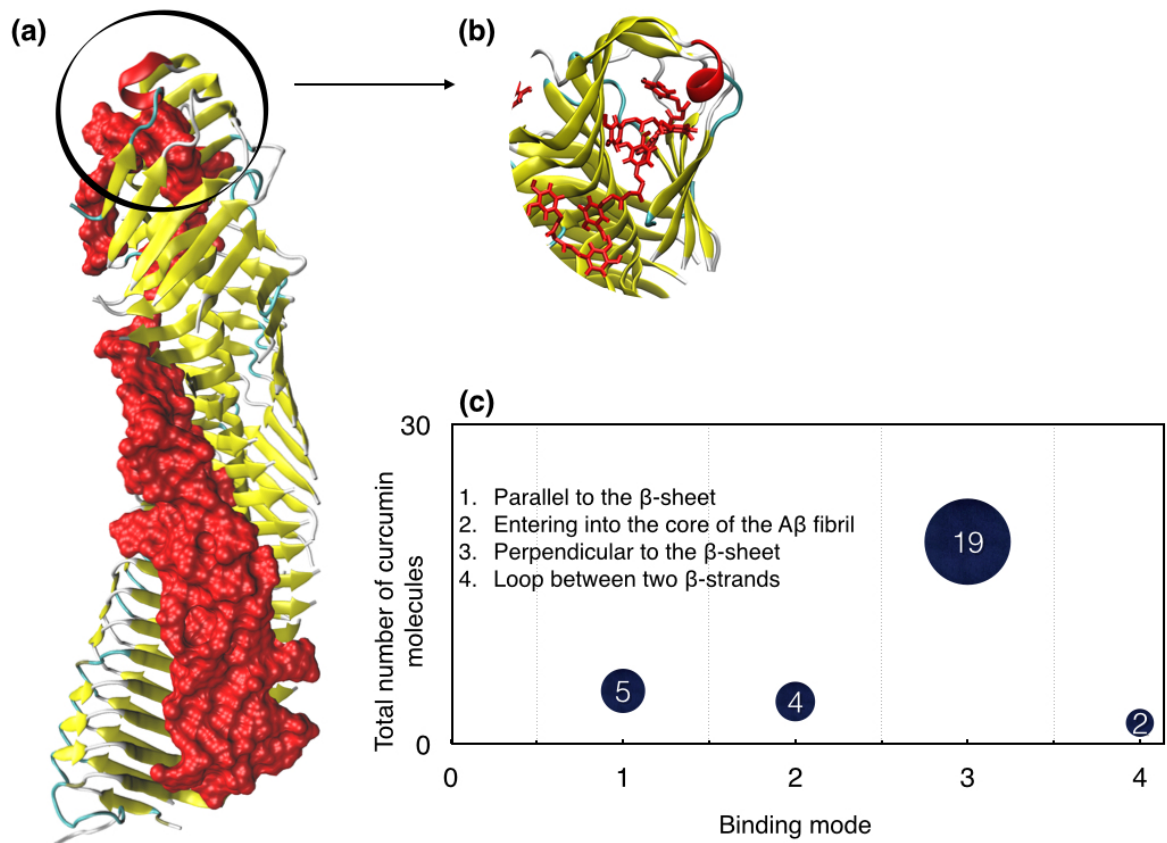 (a)
(b)
(c)
30
Total number of curcumin
molecules
1. Parallel to the β-sheet
2. Entering into the core of the Aβ fibril
3. Perpendicular to the β-sheet
4. Loop between two β-strands
19
5
4
2
0
0
1
2
3
4
Binding mode